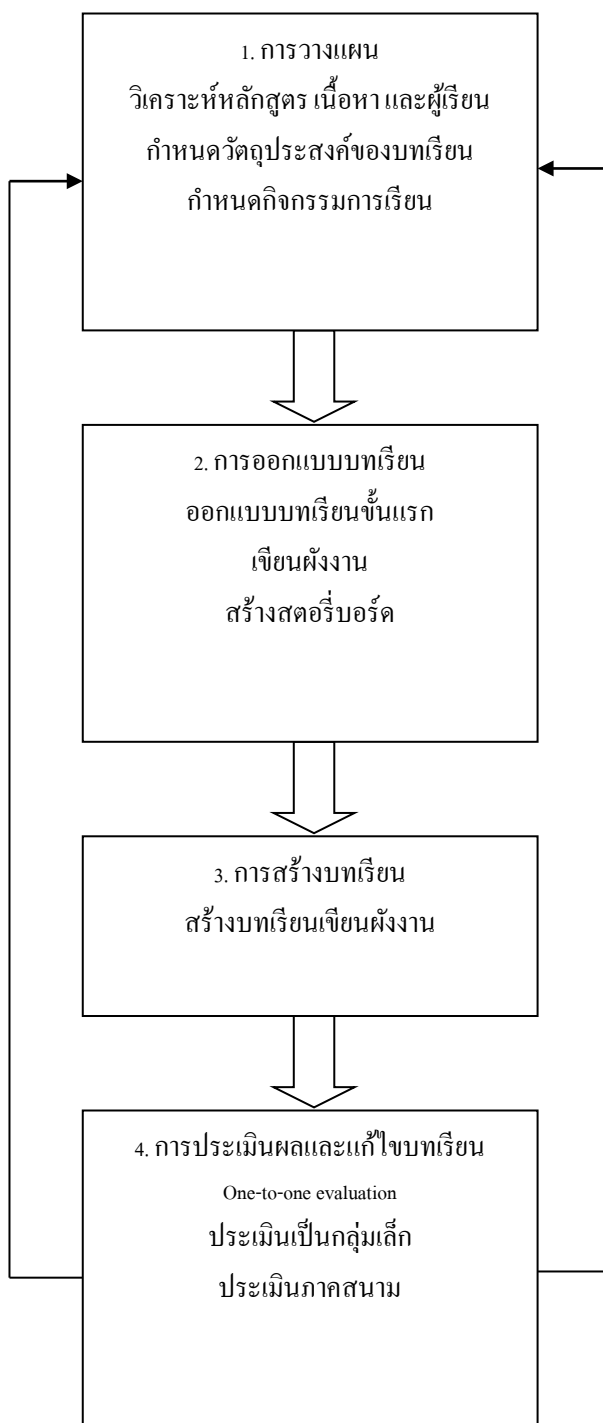 1. การวางแผน
วิเคราะห์หลักสูตร เนื้อหา และผู้เรียน
กำหนดวัตถุประสงค์ของบทเรียน
กำหนดกิจกรรมการเรียน
2. การออกแบบบทเรียน
ออกแบบบทเรียนขั้นแรก
เขียนผังงาน
สร้างสตอรี่บอร์ด
3. การสร้างบทเรียน
สร้างบทเรียนเขียนผังงาน
4. การประเมินผลและแก้ไขบทเรียน
One-to-one evaluation
ประเมินเป็นกลุ่มเล็ก
ประเมินภาคสนาม